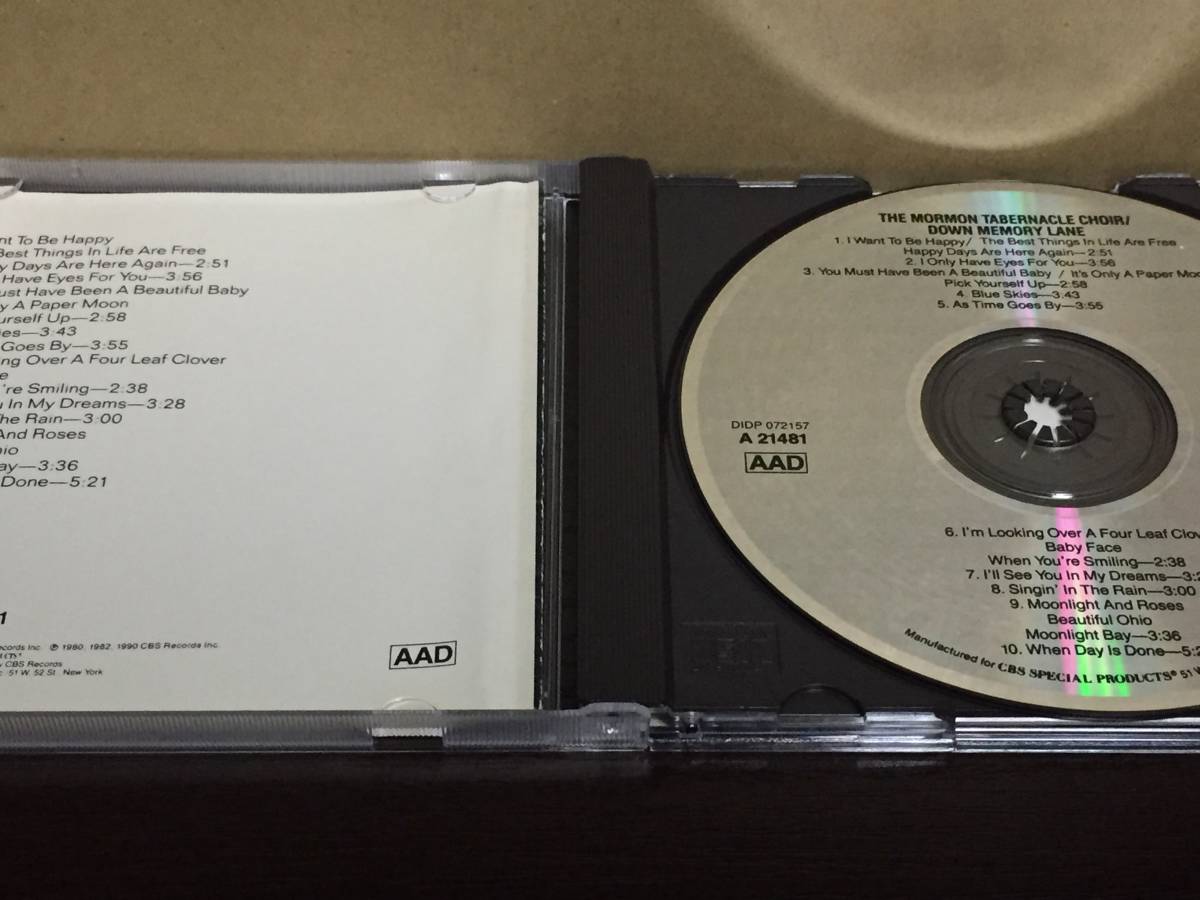 nt To Be Happy
Best Things In Life Are Free
y Days Are Here Again—2:51
Have Eyes For You—3:56
ust Have Been A Beautiful Baby
y A Paper Moon
urself Up—2:58
ies—3:43
Goes By—3:55
ing Over A Four Leaf Clover
e
're Smiling—2:38
u In My Dreams—3:28
he Rain—3:00
And Roses
hio
ay—3:36
Done—5:21
1
ecords Inc. ℗ 1980, 1982, 1990 CBS Records Inc.
y CBS Records
51 W. 52 St. New York
AAD
THE MORMON TABERNACLE CHOIR/
DOWN MEMORY LANE
1. I Want To Be Happy/ The Best Things In Life Are Free
Happy Days Are Here Again—2:51
2. I Only Have Eyes For You—3:56
3. You Must Have Been A Beautiful Baby / It's Only A Paper Moo
Pick Yourself Up—2:58
4. Blue Skies—3:43
5. As Time Goes By—3:55
DIDP 072157
A 21481
AAD
6. I'm Looking Over A Four Leaf Clov
Baby Face
When You're Smiling—2:38
7. I'll See You In My Dreams—3:2
8. Singin' In The Rain—3:00
9. Moonlight And Roses
Beautiful Ohio
Moonlight Bay—3:36
10. When Day Is Done—5:2
Manufactured for CBS SPECIAL PRODUCTS® 51 W